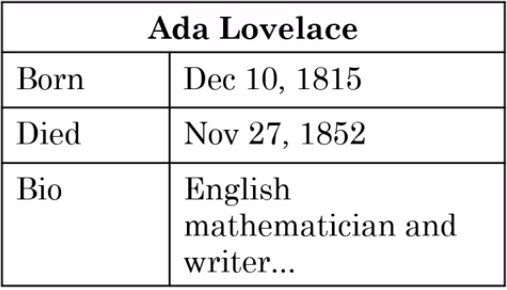 Ada Lovelace
Born Dec 10, 1815
Died Nov 27, 1852
Bio English
mathematician and
writer...